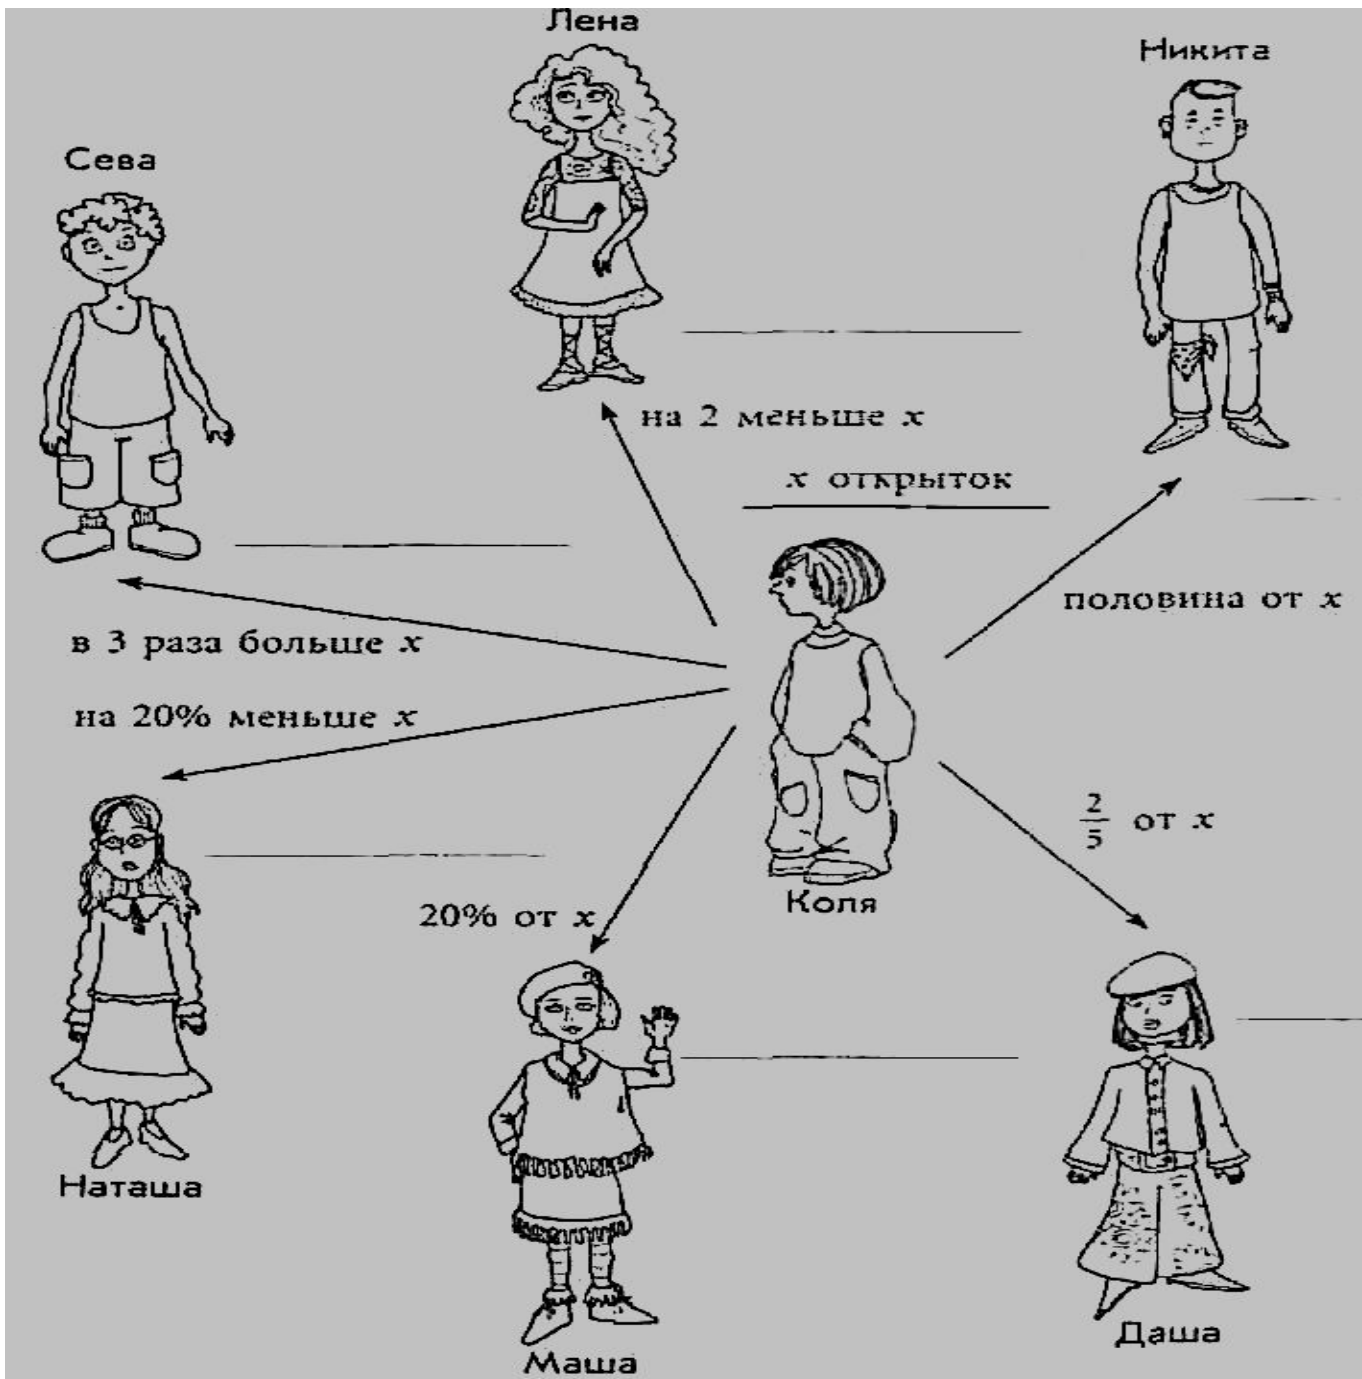 Лена
Никита
Сева
на 2 меньше x
x открыток
половина от x
в 3 раза больше x
на 20% меньше x
2/5 от x
20% от x
Коля
Наташа
Даша
Маша